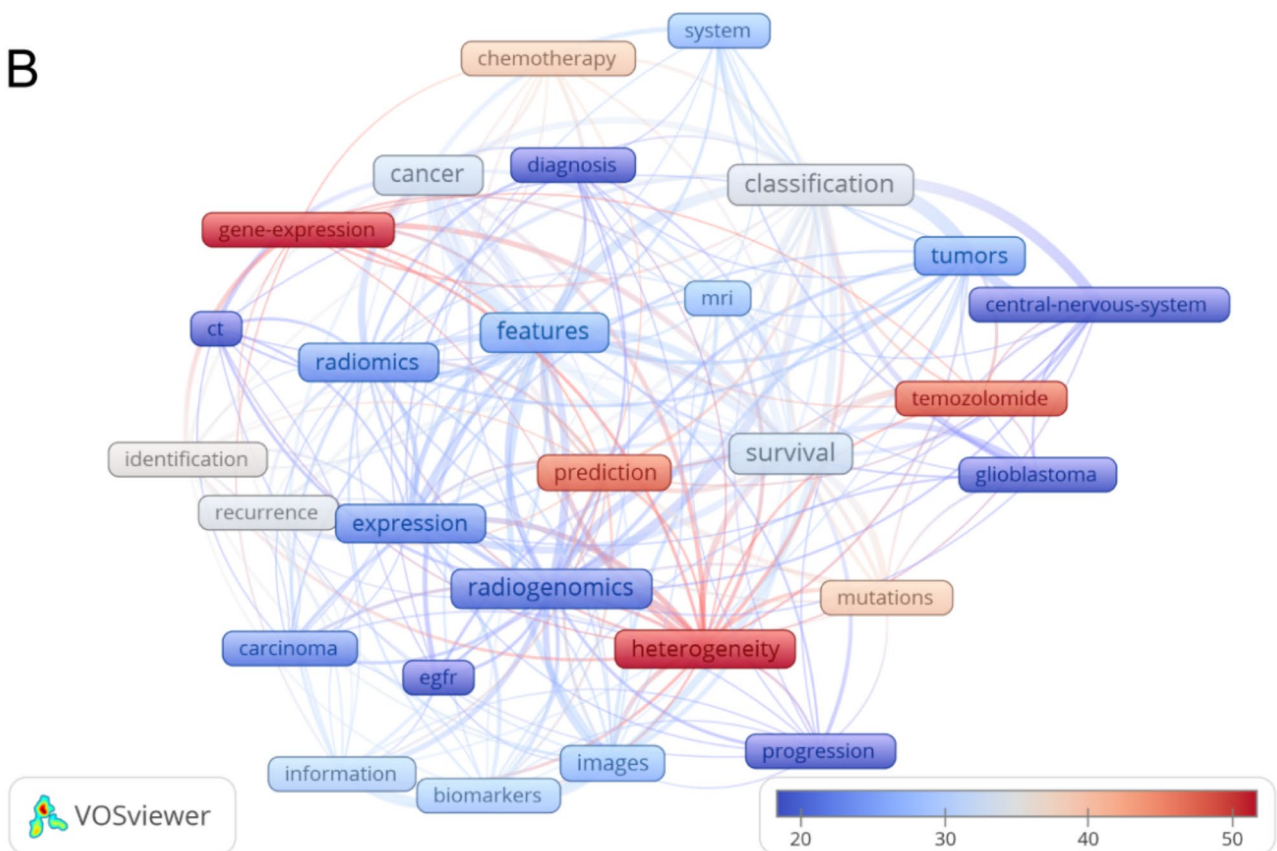 B
system
chemotherapy
diagnosis
cancer
classification
gene-expression
tumors
mri
central-nervous-system
ct
features
radiomics
temozolomide
survival
identification
prediction
glioblastoma
recurrence
expression
radiogenomics
mutations
carcinoma
heterogeneity
egfr
progression
images
information
biomarkers
VOSviewer
20 30 40 50